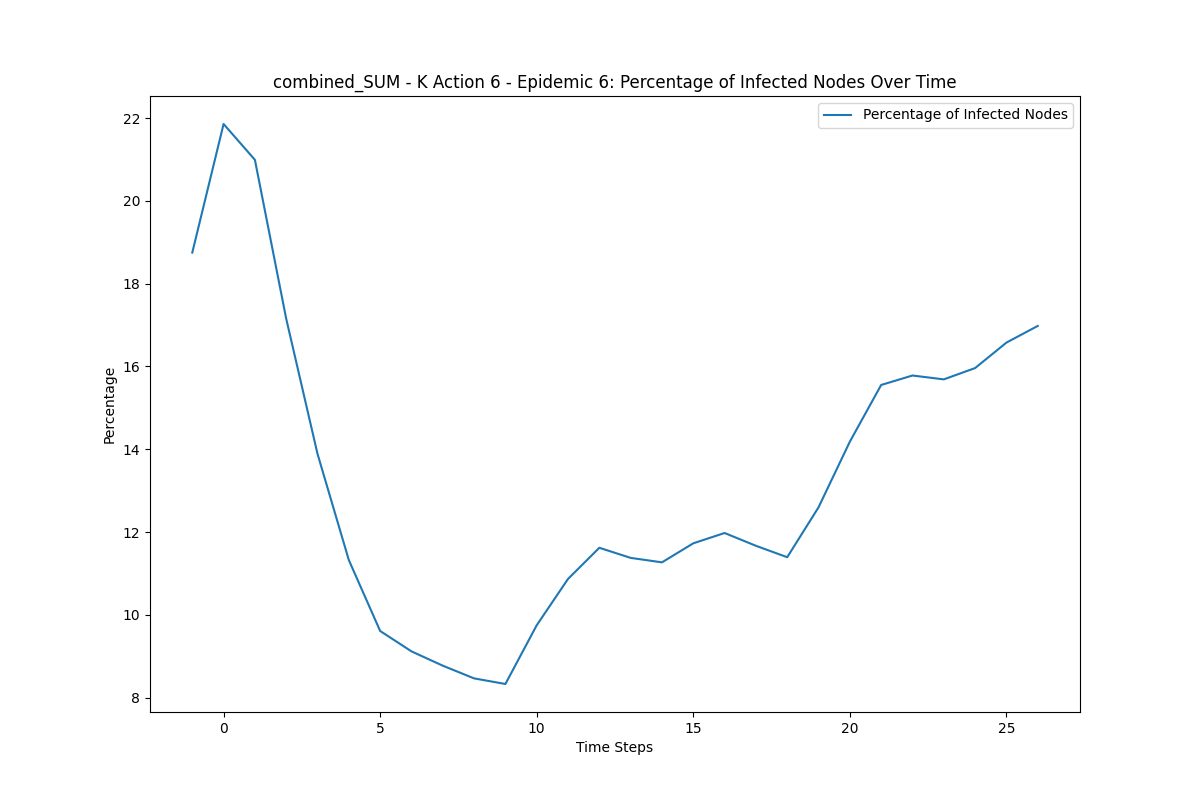 combined_SUM - K Action 6 - Epidemic 6: Percentage of Infected Nodes Over Time
Percentage of Infected Nodes
22
20
18
16
14
12
10
8
Percentage
0 5 10 15 20 25
Time Steps